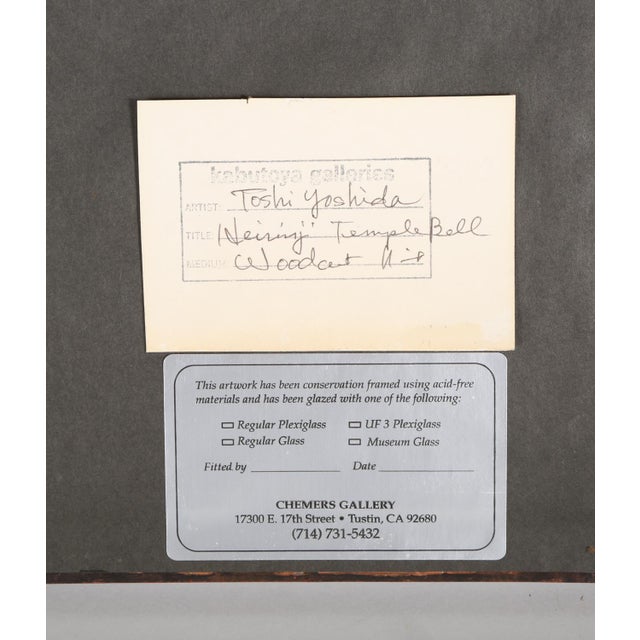 kabutoya galleries
ARTIST: Toshi Yoshida
TITLE: Heirinji Temple Bell
MEDIUM: Woodcut
This artwork has been conservation framed using acid-free
materials and has been glazed with one of the following:
Regular Plexiglass UF 3 Plexiglass
Regular Glass Museum Glass
Fitted by Date
CHEMERS GALLERY
17300 E. 17th Street • Tustin, CA 92680
(714) 731-5432